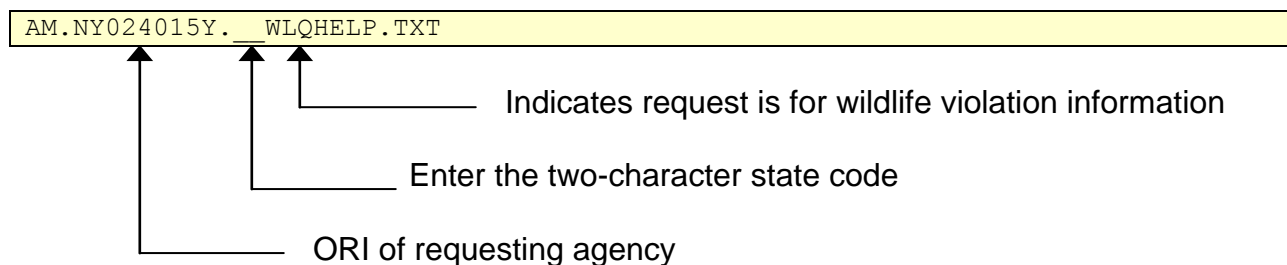 AM.NY024015Y.__WLQHELP.TXT
Indicates request is for wildlife violation information
Enter the two-character state code
ORI of requesting agency